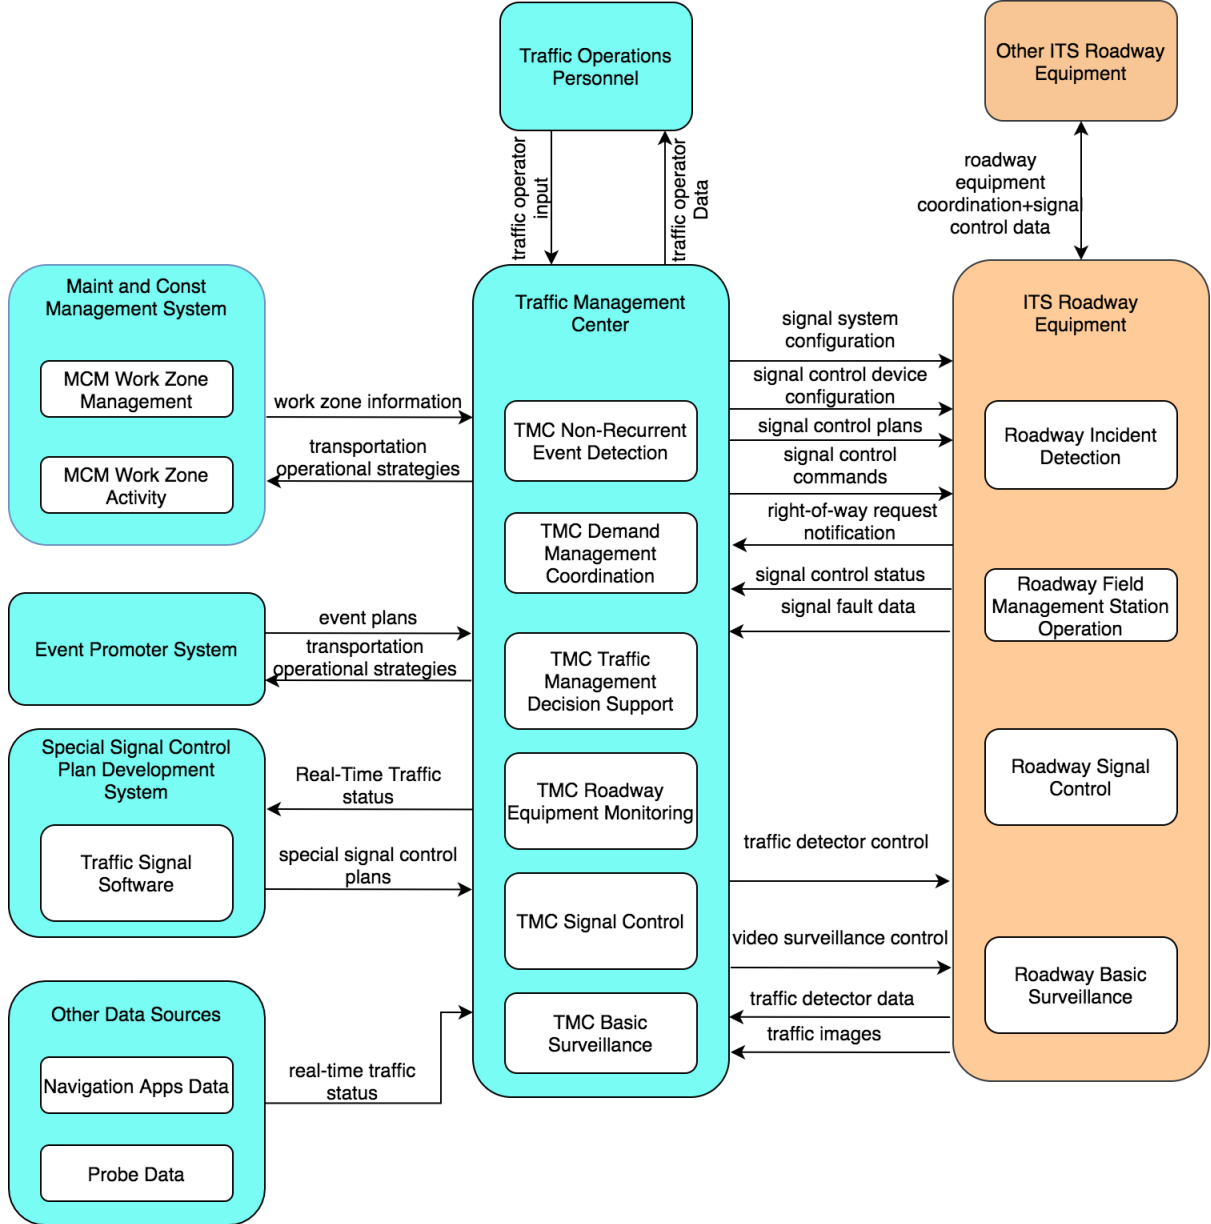 Traffic Operations
Personnel
Other ITS Roadway
Equipment
traffic operator
input
traffic operator
Data
roadway
equipment
coordination+signal
control data
Maint and Const
Management System
MCM Work Zone
Management
MCM Work Zone
Activity
work zone information
transportation
operational strategies
Event Promoter System
event plans
transportation
operational strategies
Special Signal Control
Plan Development
System
Traffic Signal
Software
Real-Time Traffic
status
special signal control
plans
Other Data Sources
Navigation Apps Data
Probe Data
real-time traffic
status
Traffic Management
Center
TMC Non-Recurrent
Event Detection
TMC Demand
Management
Coordination
TMC Traffic
Management
Decision Support
TMC Roadway
Equipment Monitoring
TMC Signal Control
TMC Basic
Surveillance
signal system
configuration
signal control device
configuration
signal control plans
signal control
commands
right-of-way request
notification
signal control status
signal fault data
traffic detector control
video surveillance control
traffic detector data
traffic images
ITS Roadway
Equipment
Roadway Incident
Detection
Roadway Field
Management Station
Operation
Roadway Signal
Control
Roadway Basic
Surveillance